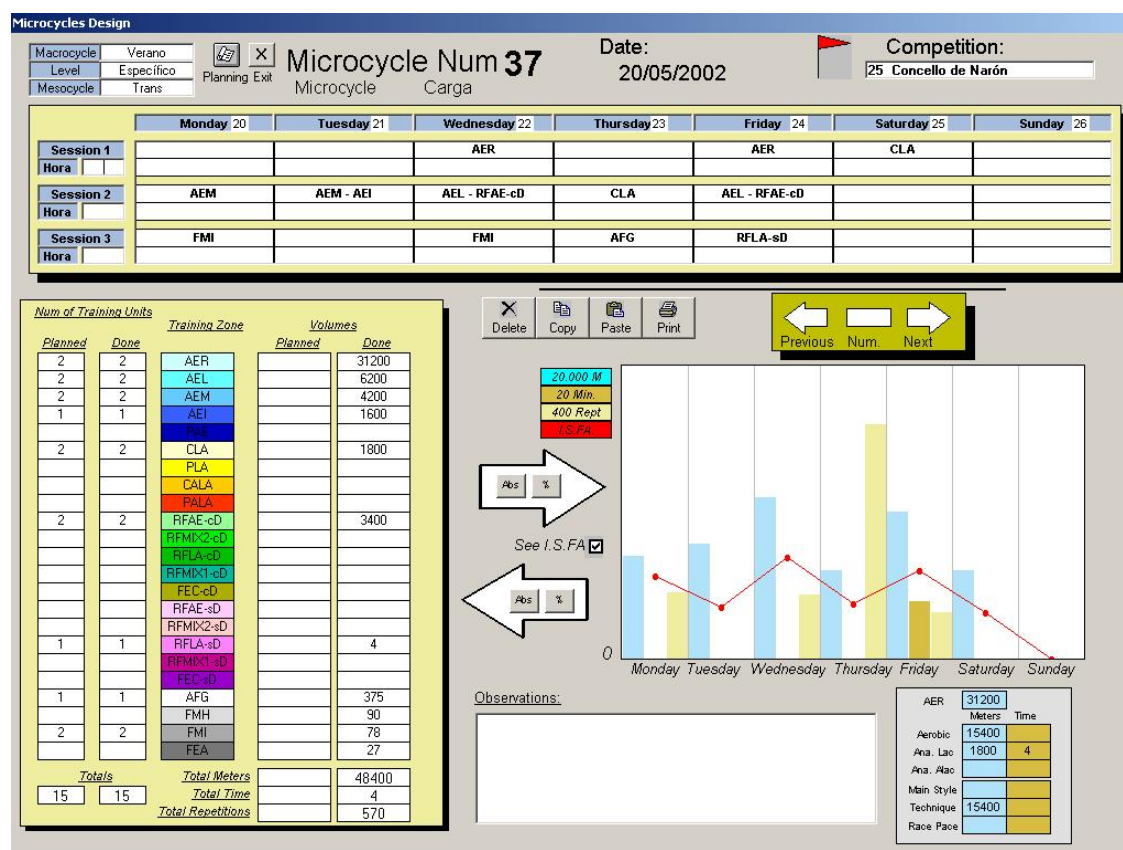 Microcycles Design
Macrocycle Verano
Level Específico
Mesocycle Trans
Planning Exit
Microcycle Num 37
Microcycle Carga
Date:
20/05/2002
Competition:
25 Concello de Narón
Monday 20 Tuesday 21 Wednesday 22 Thursday 23 Friday 24 Saturday 25 Sunday 26
Session 1 AER AER CLA
Hora
Session 2 AEM AEM - AEI AEL - RFAE-cD CLA AEL - RFAE-cD
Hora
Session 3 FMI FMI AFG RFLA-sD
Hora
Num of Training Units Training Zone Volumes
Planned Done Planned Done
2 2 AER 31200
2 2 AEL 6200
2 2 AEM 4200
1 1 AEI 1600
PAE
2 2 CLA 1800
PLA
CALA
PALA
2 2 RFAE-cD 3400
RFMIX2-cD
RFLA-cD
RFMIX1-cD
FEC-cD
RFAE-sD
RFMIX2-sD
1 1 RFLA-sD 4
RFMIX1-sD
FEC-sD
1 1 AFG 375
FMH 90
2 2 FMI 78
FEA 27
Totals Total Meters 48400
15 15 Total Time 4
Total Repetitions 570
Delete Copy Paste Print
Previous Num. Next
20.000 M
20 Min.
400 Rept
I.S.FA.
Abs %
See I.S.FA
Abs %
0
Monday Tuesday Wednesday Thursday Friday Saturday Sunday
Observations:
AER 31200
Meters Time
Aerobic 15400
Ana. Lac 1800 4
Ana. Alac
Main Style
Technique 15400
Race Pace